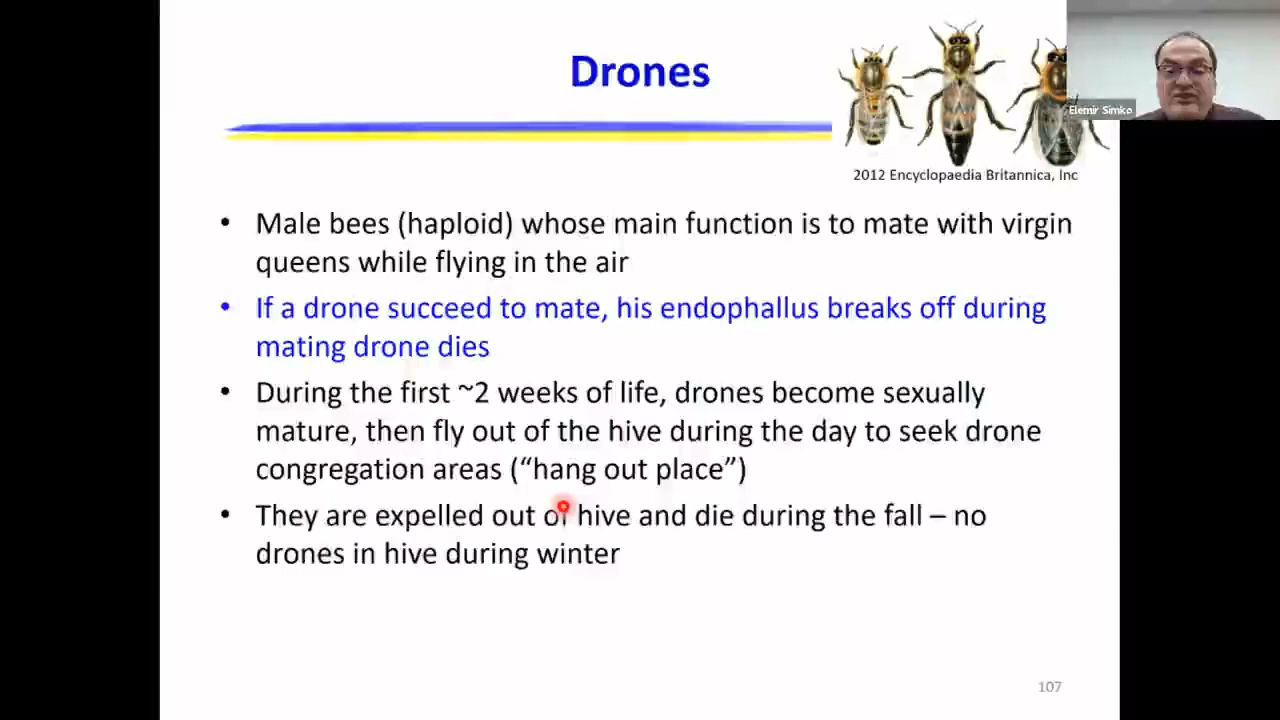 Drones
Elemir Simko
2012 Encyclopaedia Britannica, Inc
• Male bees (haploid) whose main function is to mate with virgin
queens while flying in the air
• If a drone succeed to mate, his endophallus breaks off during
mating drone dies
• During the first ~2 weeks of life, drones become sexually
mature, then fly out of the hive during the day to seek drone
congregation areas (“hang out place”)
• They are expelled out of hive and die during the fall – no
drones in hive during winter
107